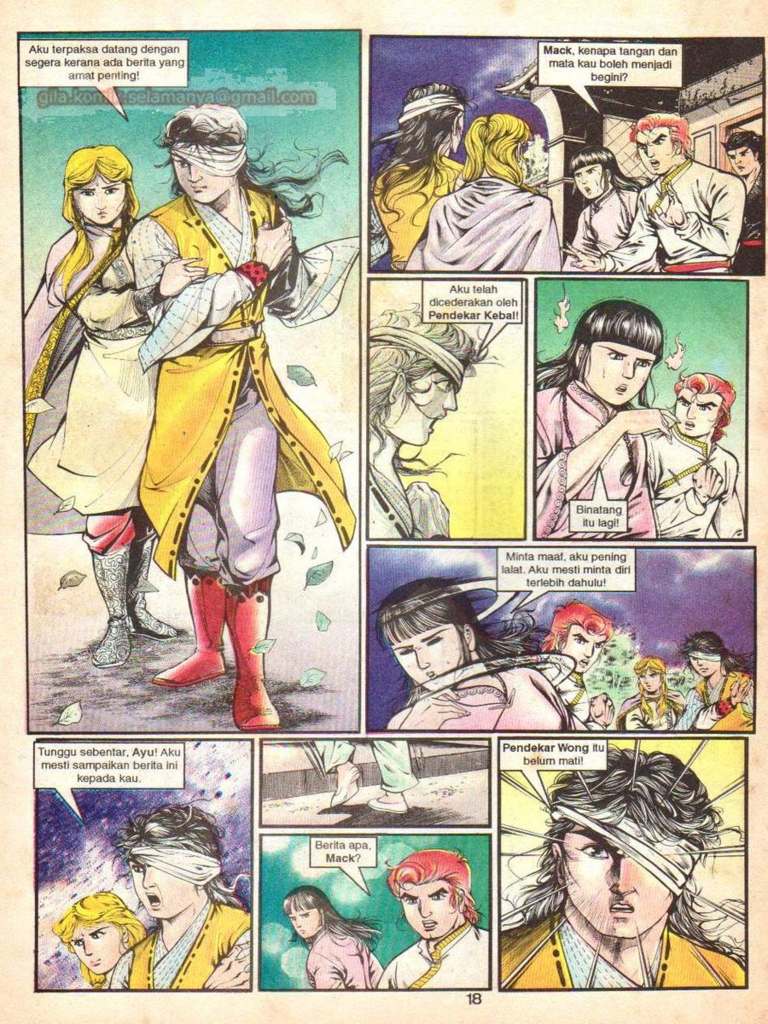 Aku terpaksa datang dengan
segera kerana ada berita yang
amat penting!
gila-komik-selamanya@gmail.com
Mack, kenapa tangan dan
mata kau boleh menjadi
begini?
Aku telah
dicederakan oleh
Pendekar Kebal!
Binatang
itu lagi!
Minta maaf, aku pening
lalat. Aku mesti minta diri
terlebih dahulu!
Tunggu sebentar, Ayu! Aku
mesti sampaikan berita ini
kepada kau.
Berita apa,
Mack?
Pendekar Wong itu
belum mati!
18